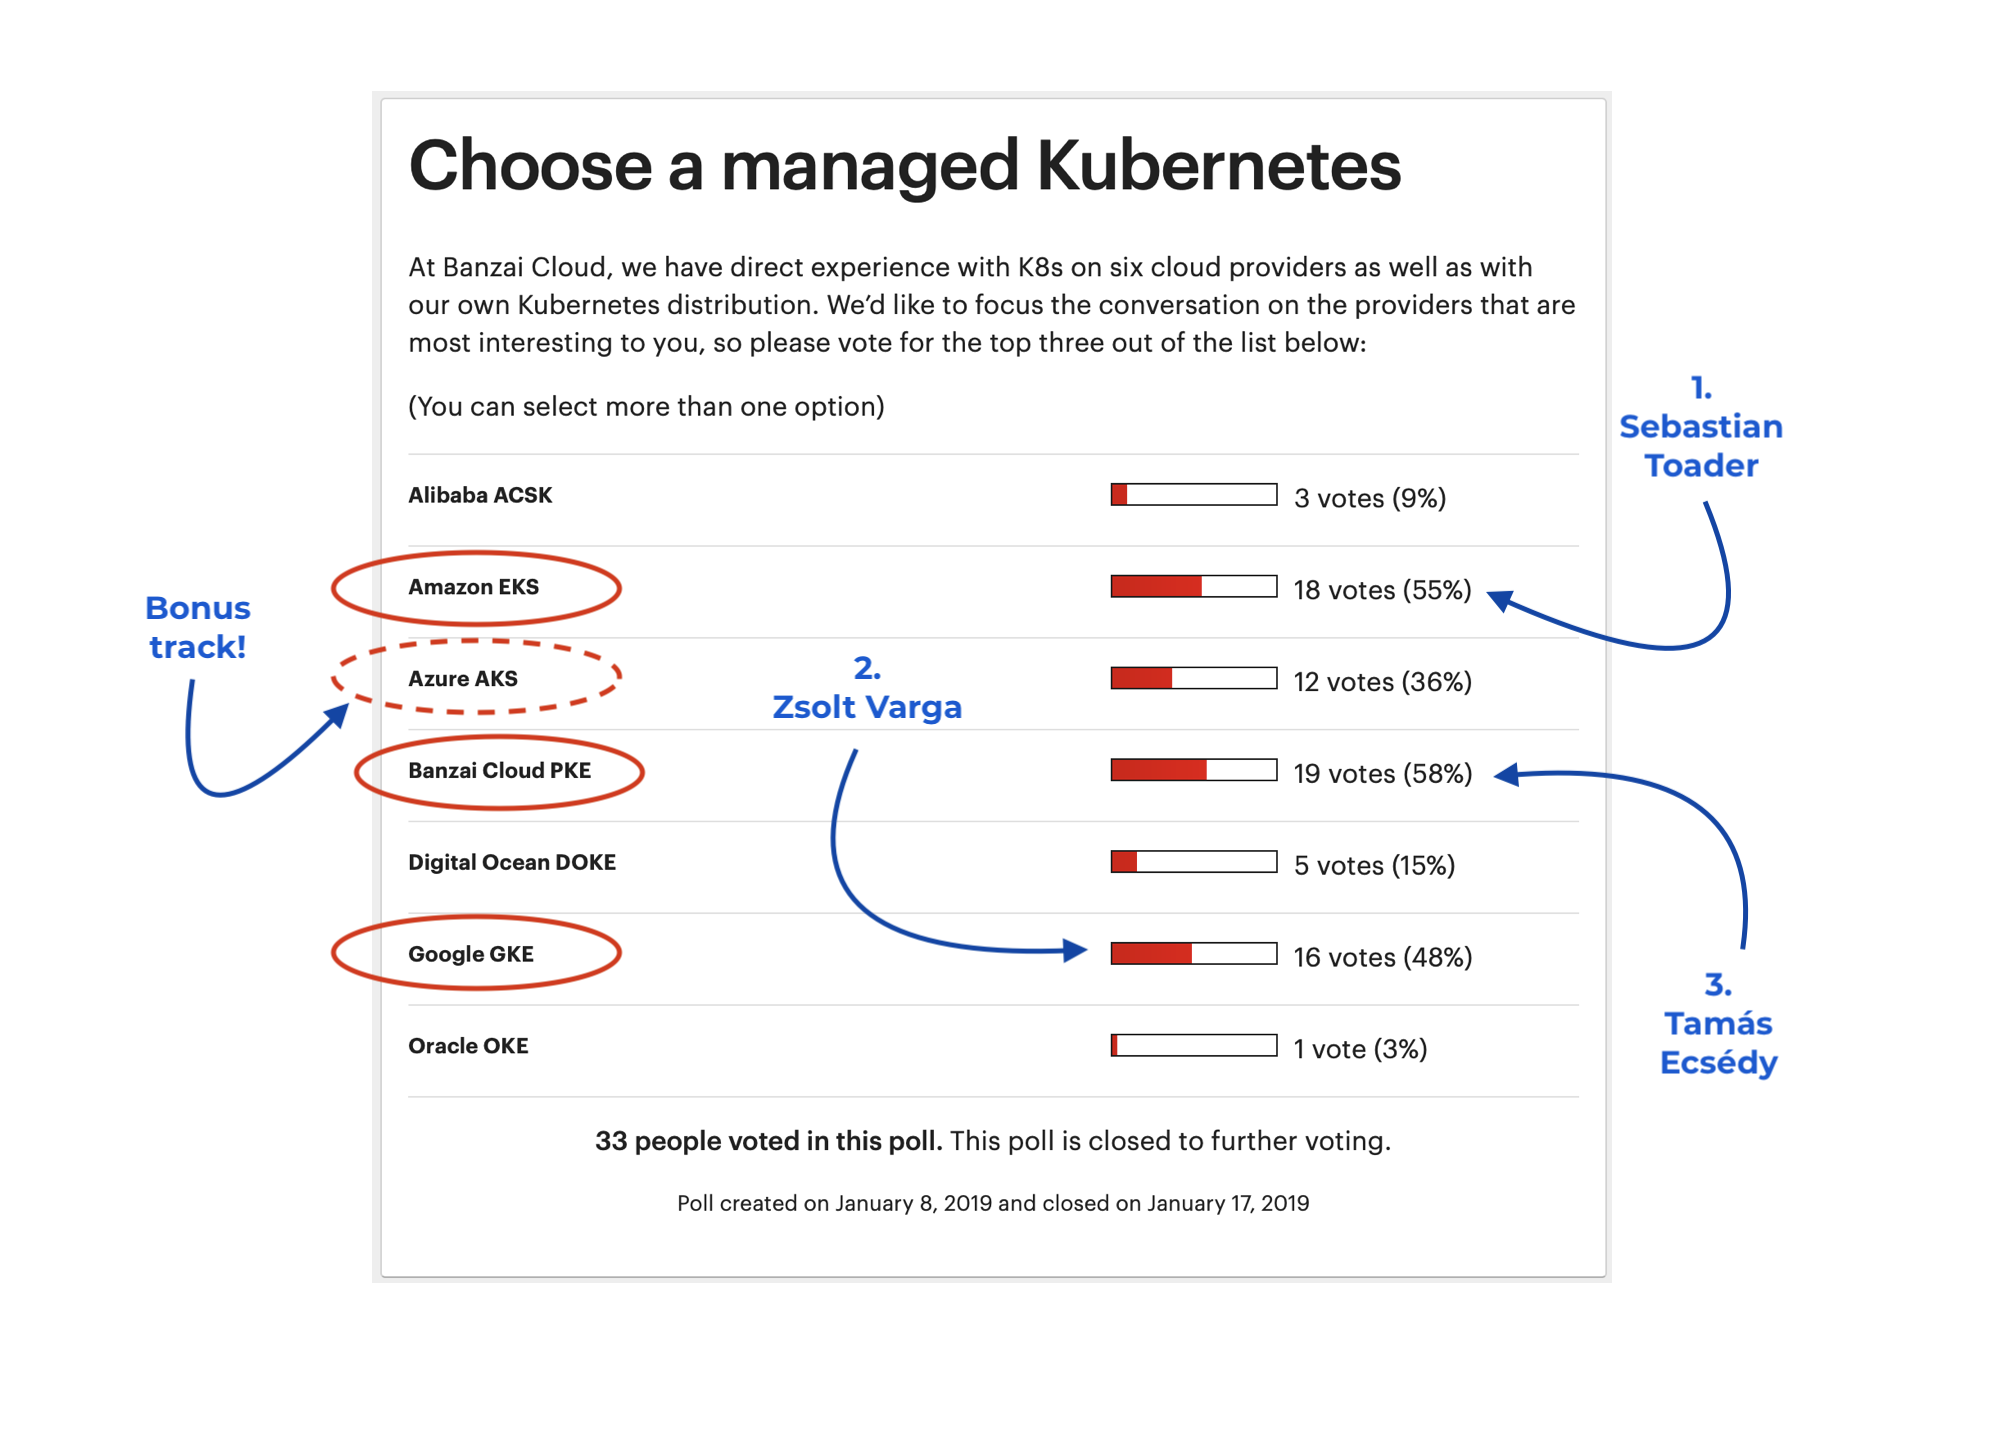 Choose a managed Kubernetes
At Banzai Cloud, we have direct experience with K8s on six cloud providers as well as with
our own Kubernetes distribution. We’d like to focus the conversation on the providers that are
most interesting to you, so please vote for the top three out of the list below:
(You can select more than one option)
1.
Sebastian
Toader
Alibaba ACSK 3 votes (9%)
Amazon EKS 18 votes (55%)
Bonus
track!
Azure AKS 12 votes (36%)
2.
Zsolt Varga
Banzai Cloud PKE 19 votes (58%)
Digital Ocean DOKE 5 votes (15%)
Google GKE 16 votes (48%)
3.
Tamás
Ecsédy
Oracle OKE 1 vote (3%)
33 people voted in this poll. This poll is closed to further voting.
Poll created on January 8, 2019 and closed on January 17, 2019